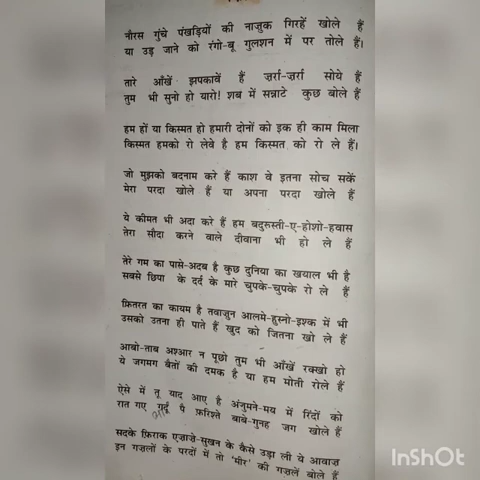 नौरस गुंचे पंखड़ियों की नाज़ुक गिरहें खोले हैं
या उड़ जाने को रंगो-बू गुलशन में पर तोले हैं।
तारे आँखें झपकावें हैं ज़र्रा-ज़र्रा सोये हैं
तुम भी सुनो हो यारो! शब में सन्नाटे कुछ बोले हैं
हम हों या किस्मत हो हमारी दोनों को इक ही काम मिला
किस्मत हमको रो लेवे है हम किस्मत को रो ले हैं।
जो मुझको बदनाम करे हैं काश वे इतना सोच सकें
मेरा परदा खोले हैं या अपना परदा खोले हैं
ये कीमत भी अदा करे हैं हम बदुरुस्ती-ए-होशो-हवास
तेरा सौदा करने वाले दीवाना भी हो ले हैं
तेरे गम का पासे-अदब है कुछ दुनिया का खयाल भी है
सबसे छिपा के दर्द के मारे चुपके-चुपके रो ले हैं
फ़ितरत का कायम है तवाज़ुन आलमे-हुस्नो-इश्क में भी
उसको उतना ही पाते हैं खुद को जितना खो ले हैं
आबो-ताब अश्आर न पूछो तुम भी आँखें रक्खो हो
ये जगमग बैतों की दमक है या हम मोती रोले हैं
ऐसे में तू याद आए है अंजुमने-मय में रिंदों को
रात गए गर्दूं पै फ़रिश्ते बाबे-गुनह जग खोले हैं
सदके फ़िराक एज़ाज़े-सुखन के कैसे उड़ा ली ये आवाज़
इन गज़लों के परदों में तो 'मीर' की गज़लें बोले हैं
InShOt